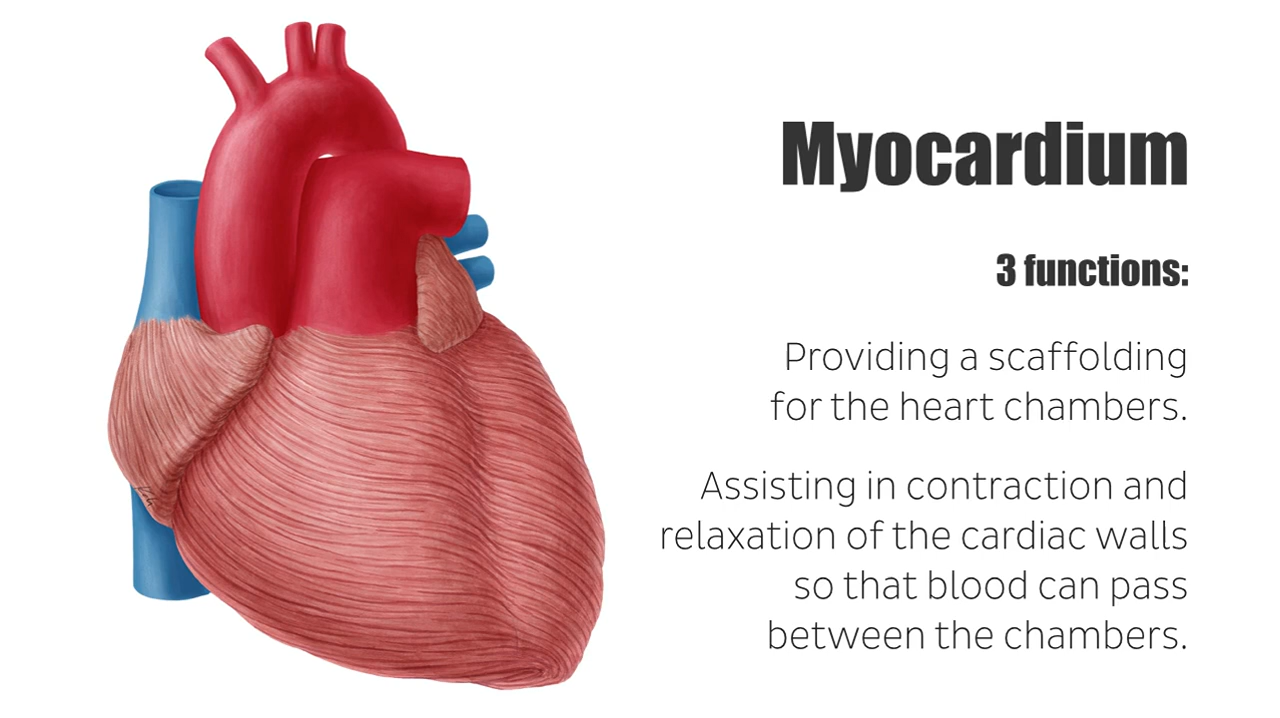 Myocardium
3 functions:
Providing a scaffolding
for the heart chambers.
Assisting in contraction and
relaxation of the cardiac walls
so that blood can pass
between the chambers.